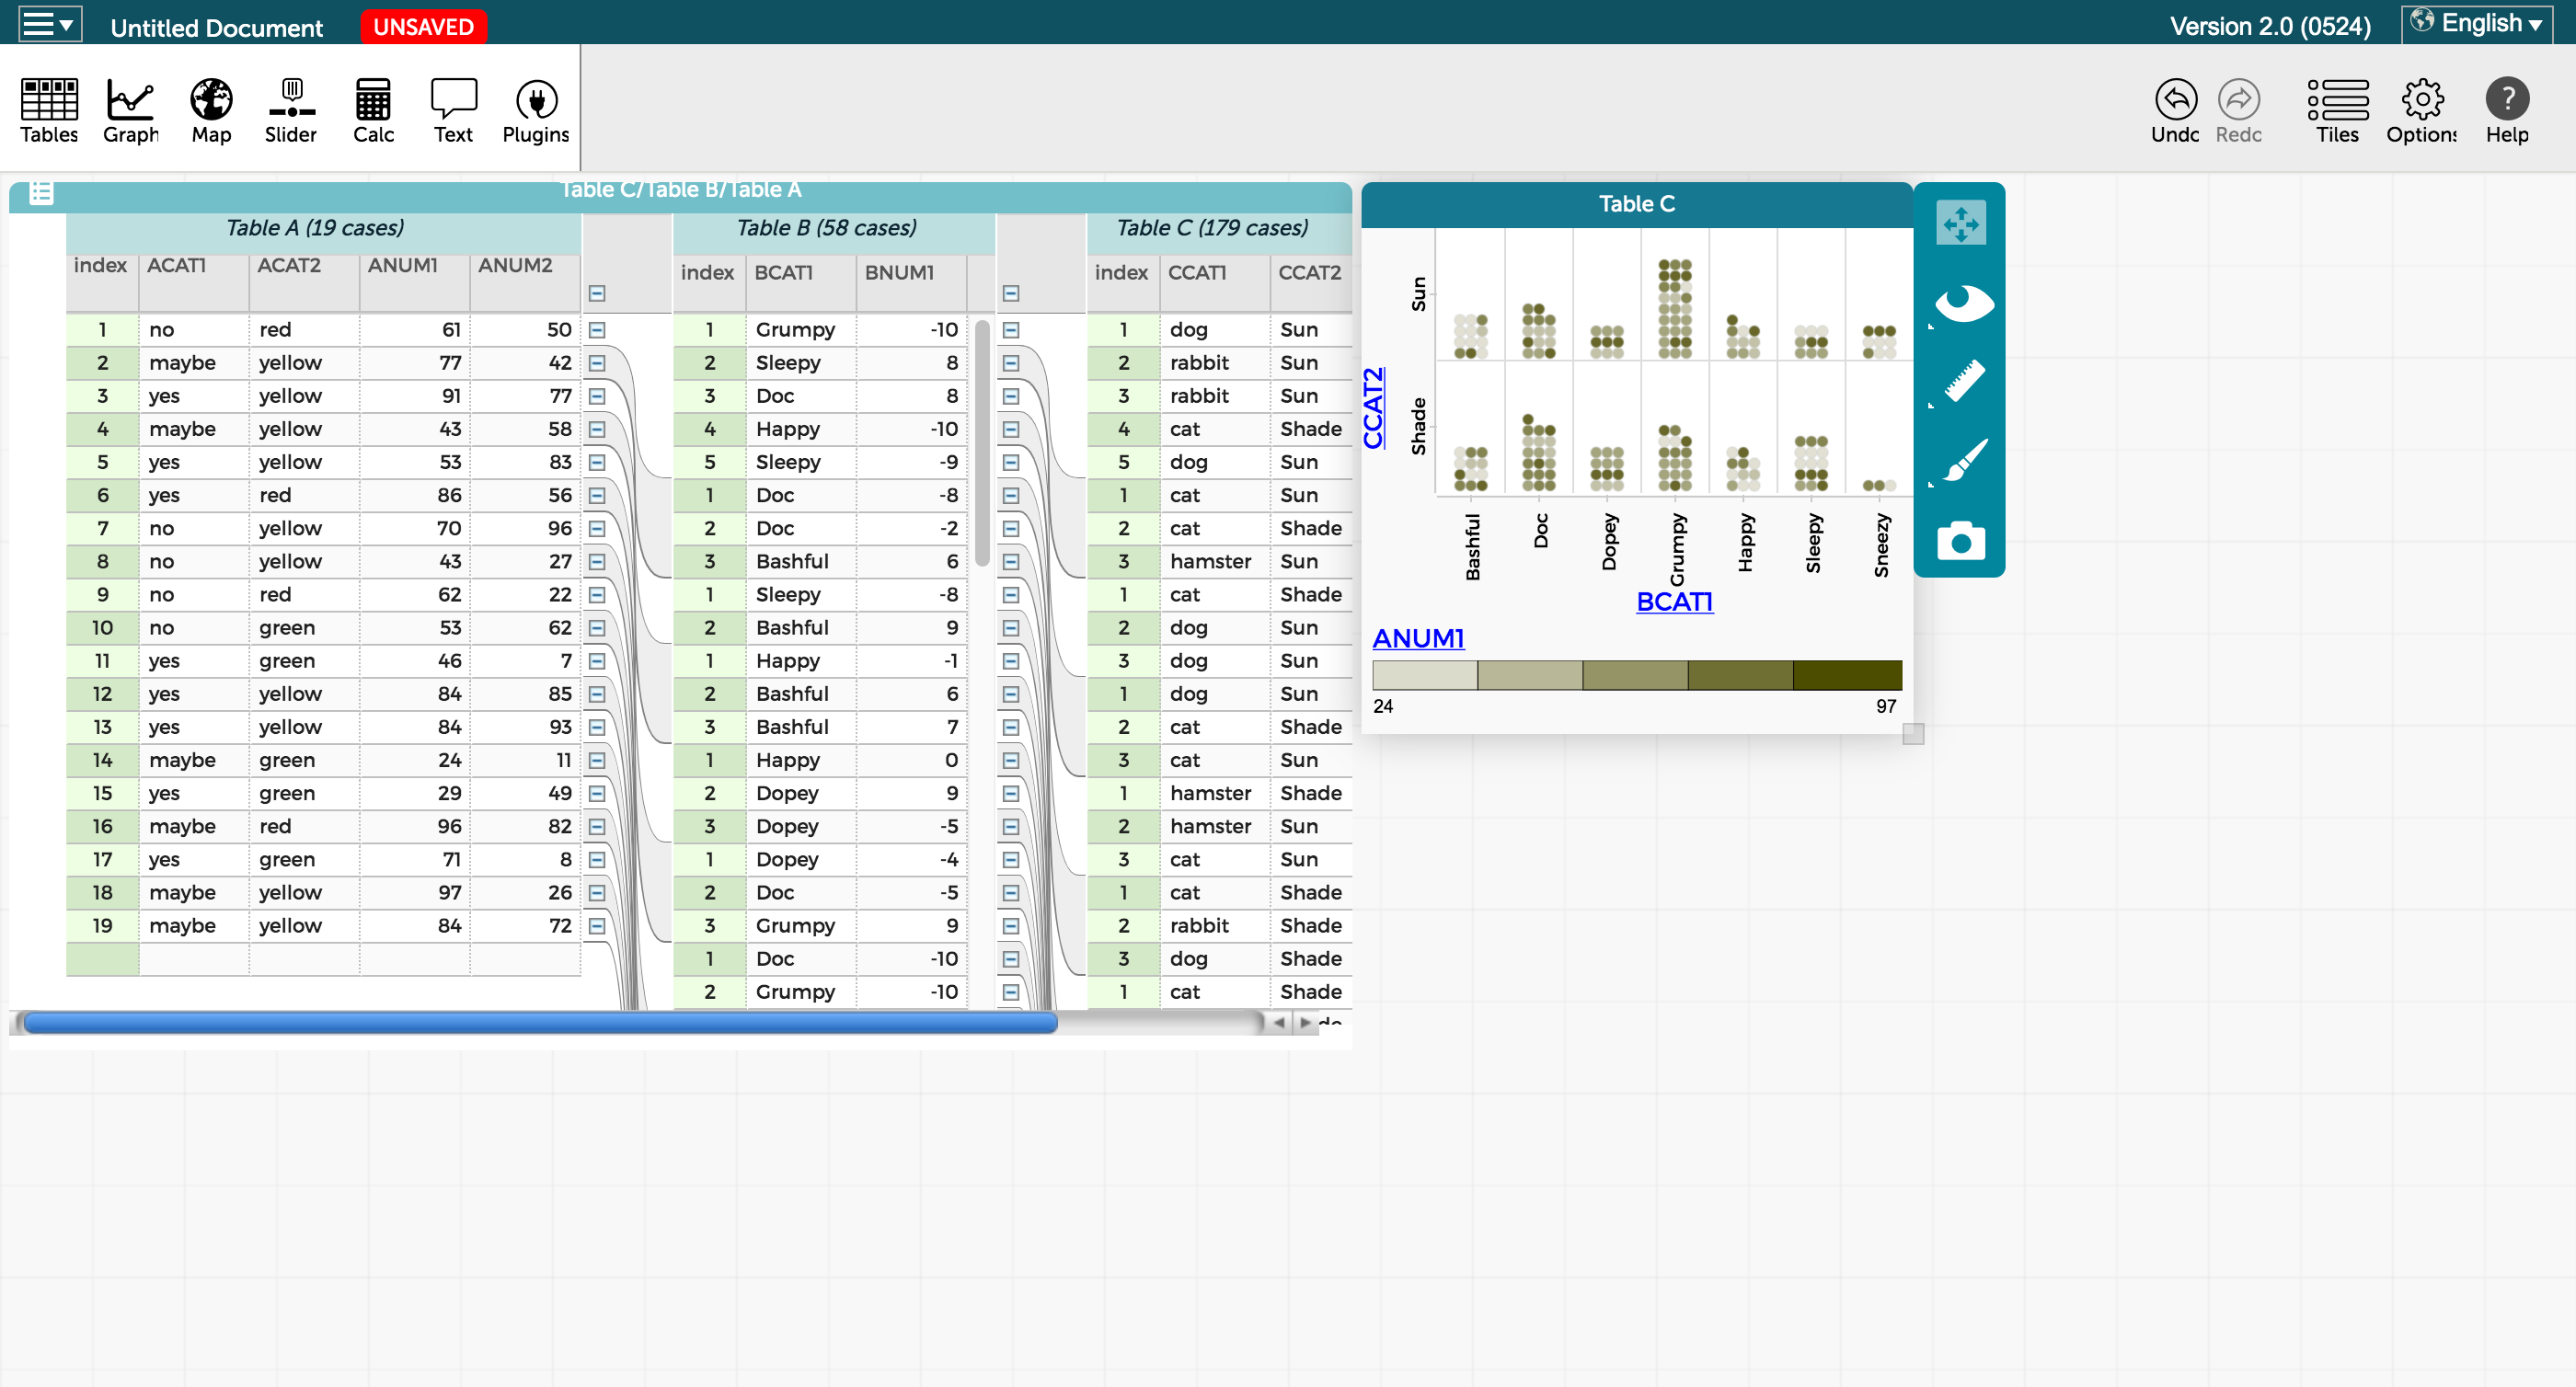 Untitled Document UNSAVED Version 2.0 (0524) English
Tables Graph Map Slider Calc Text Plugins Undo Redo Tiles Options ? Help
Table C/Table B/Table A
Table A (19 cases) Table B (58 cases) Table C (179 cases)
index ACAT1 ACAT2 ANUM1 ANUM2 index BCAT1 BNUM1 index CCAT1 CCAT2
1 no red 61 50 1 Grumpy -10 1 dog Sun
2 maybe yellow 77 42 2 Sleepy 8 2 rabbit Sun
3 yes yellow 91 77 3 Doc 8 3 rabbit Sun
4 maybe yellow 43 58 4 Happy -10 4 cat Shade
5 yes yellow 53 83 5 Sleepy -9 5 dog Sun
6 yes red 86 56 1 Doc -8 1 cat Sun
7 no yellow 70 96 2 Doc -2 2 cat Shade
8 no yellow 43 27 3 Bashful 6 3 hamster Sun
9 no red 62 22 1 Sleepy -8 1 cat Shade
10 no green 53 62 2 Bashful 9 2 dog Sun
11 yes green 46 7 1 Happy -1 3 dog Sun
12 yes yellow 84 85 2 Bashful 6 1 dog Sun
13 yes yellow 84 93 3 Bashful 7 2 cat Shade
14 maybe green 24 11 1 Happy 0 3 cat Sun
15 yes green 29 49 2 Dopey 9 1 hamster Shade
16 maybe red 96 82 3 Dopey -5 2 hamster Sun
17 yes green 71 8 1 Dopey -4 3 cat Sun
18 maybe yellow 97 26 2 Doc -5 1 cat Shade
19 maybe yellow 84 72 3 Grumpy 9 2 rabbit Shade
1 Doc -10 3 dog Shade
2 Grumpy -10 1 cat Shade
Table C
CCAT2
Sun
Shade
Bashful Doc Dopey Grumpy Happy Sleepy Sneezy
BCAT1
ANUM1
24 97